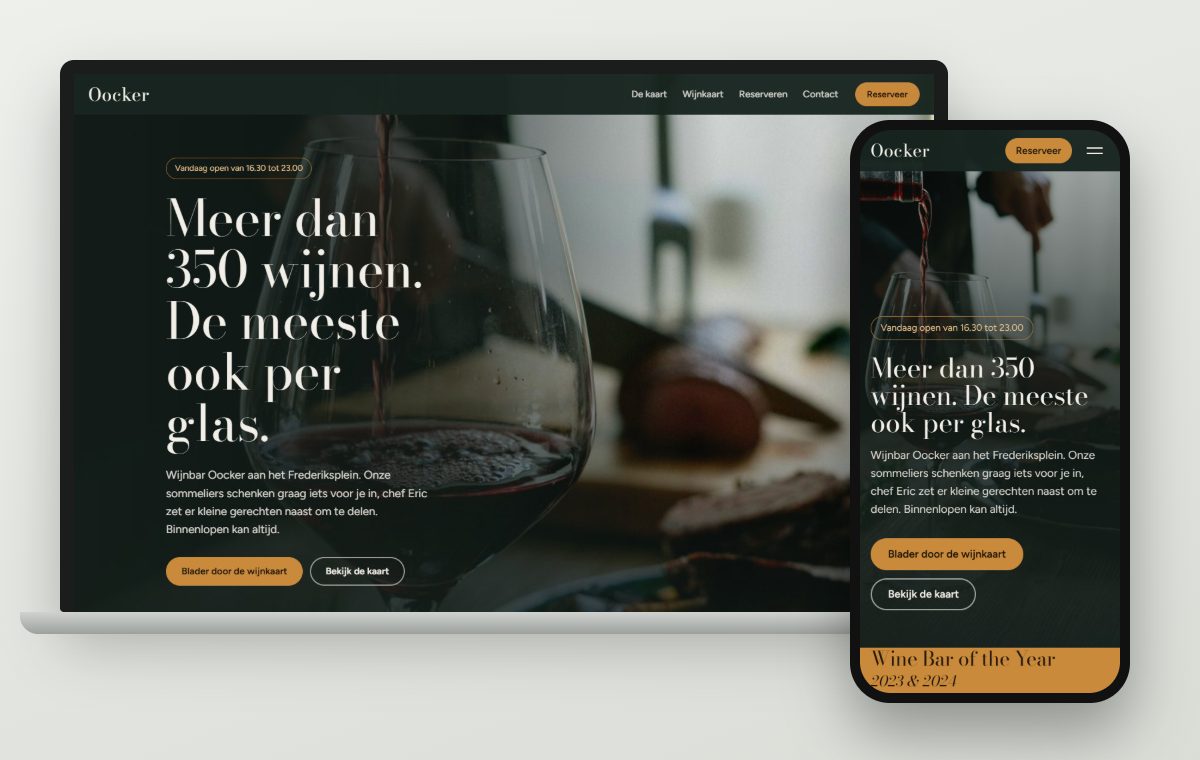 Oocker
De kaart Wijnkaart Reserveren Contact Reserveer
Vandaag open van 16.30 tot 23.00
Meer dan
350 wijnen.
De meeste
ook per
glas.
Wijnbar Oocker aan het Frederiksplein. Onze
sommeliers schenken graag iets voor je in, chef Eric
zet er kleine gerechten naast om te delen.
Binnenlopen kan altijd.
Blader door de wijnkaart Bekijk de kaart
Oocker Reserveer
Vandaag open van 16.30 tot 23.00
Meer dan 350
wijnen. De meeste
ook per glas.
Wijnbar Oocker aan het Frederiksplein. Onze
sommeliers schenken graag iets voor je in,
chef Eric zet er kleine gerechten naast om te
delen. Binnenlopen kan altijd.
Blader door de wijnkaart
Bekijk de kaart
Wine Bar of the Year
2023 & 2024